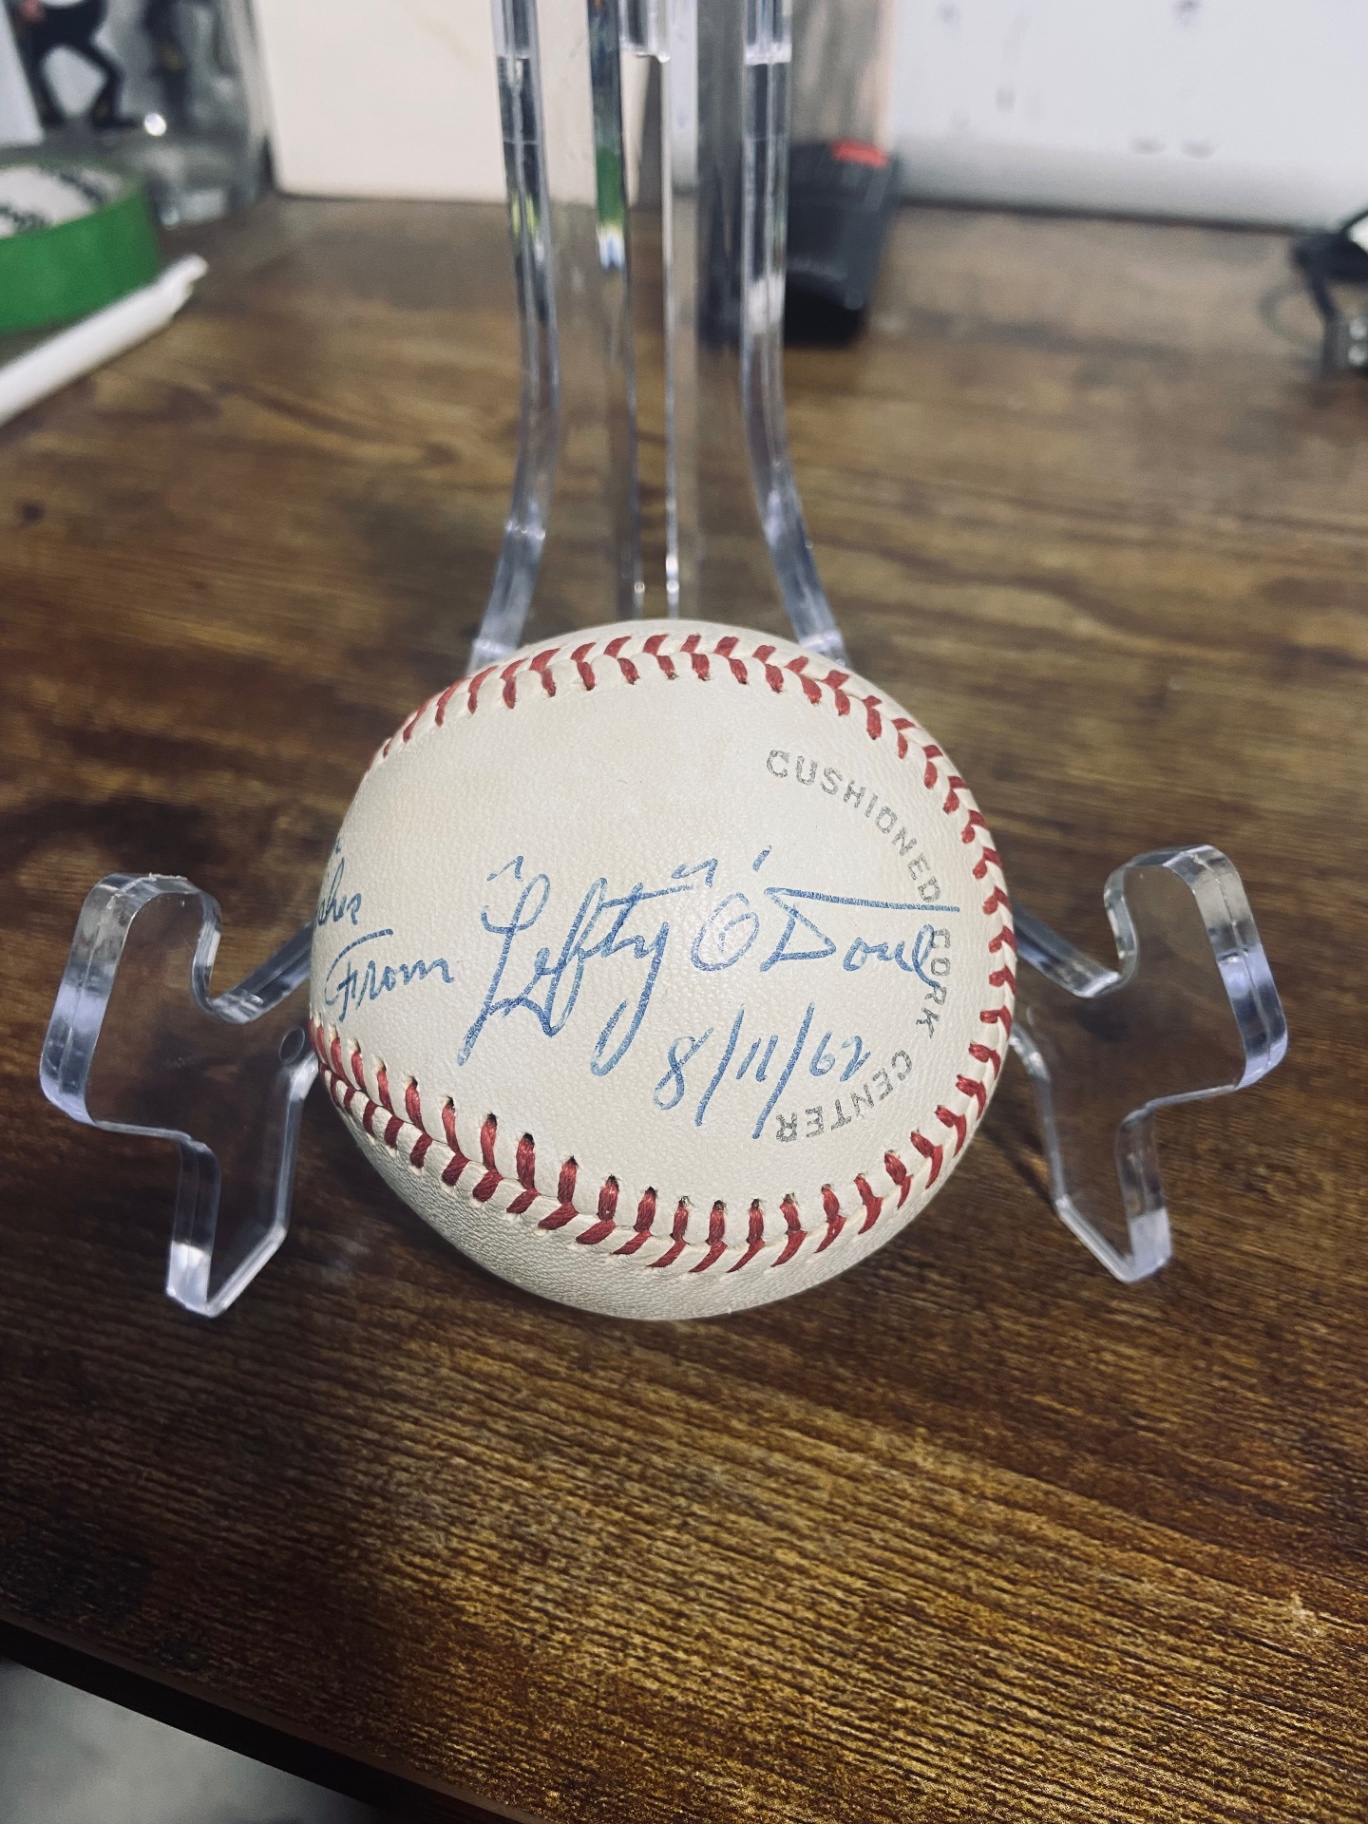 From "Lefty" O'Doul
8/11/62
CUSHIONED CORK CENTER